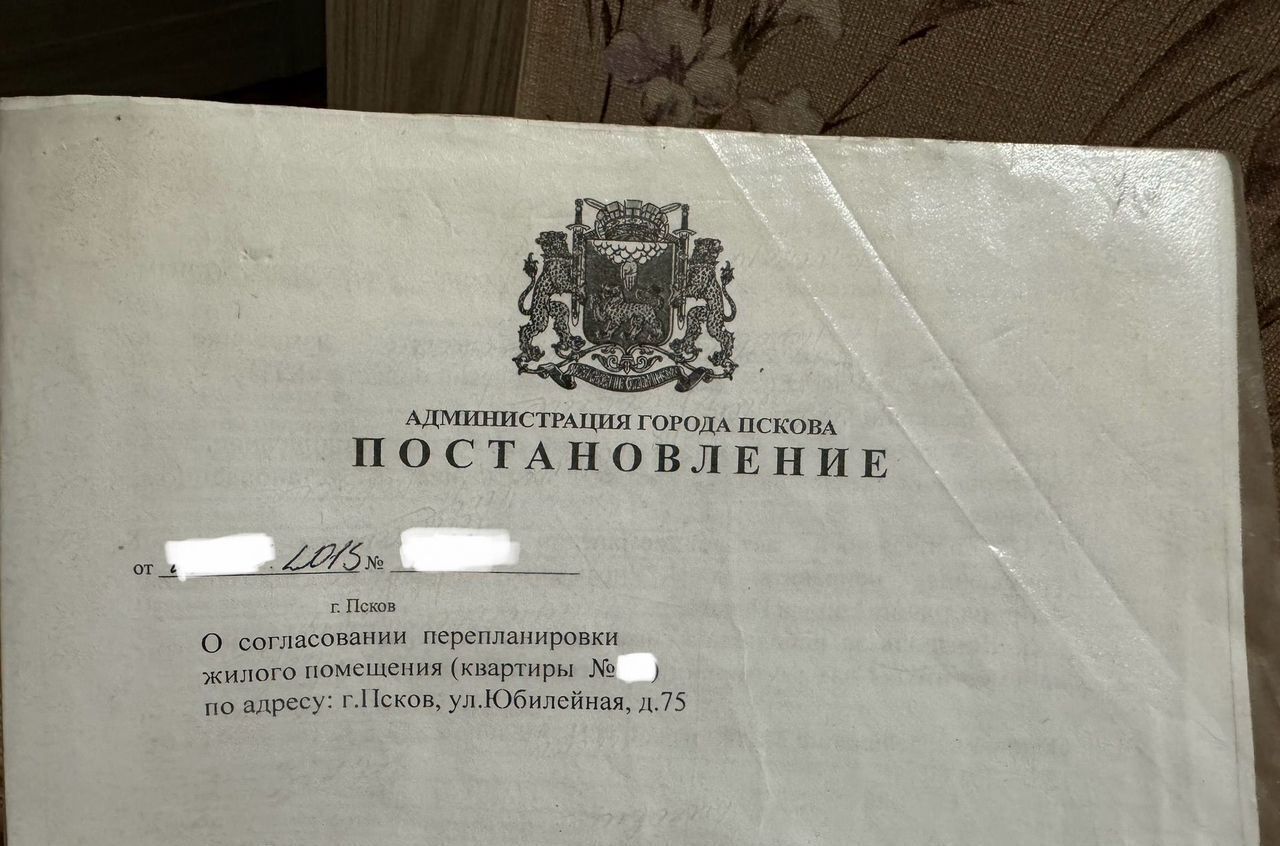 АДМИНИСТРАЦИЯ ГОРОДА ПСКОВА
ПОСТАНОВЛЕНИЕ
от 2015 №
г. Псков
О согласовании перепланировки
жилого помещения (квартиры № )
по адресу: г.Псков, ул.Юбилейная, д.75